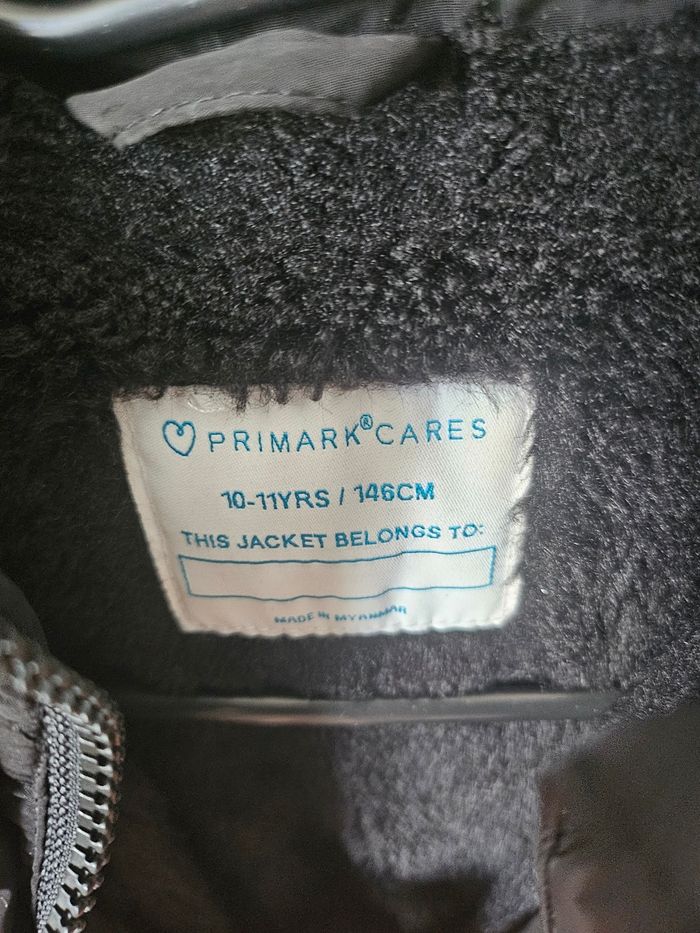 PRIMARK® CARES
10-11YRS / 146CM
THIS JACKET BELONGS TO:
MADE IN MYANMAR